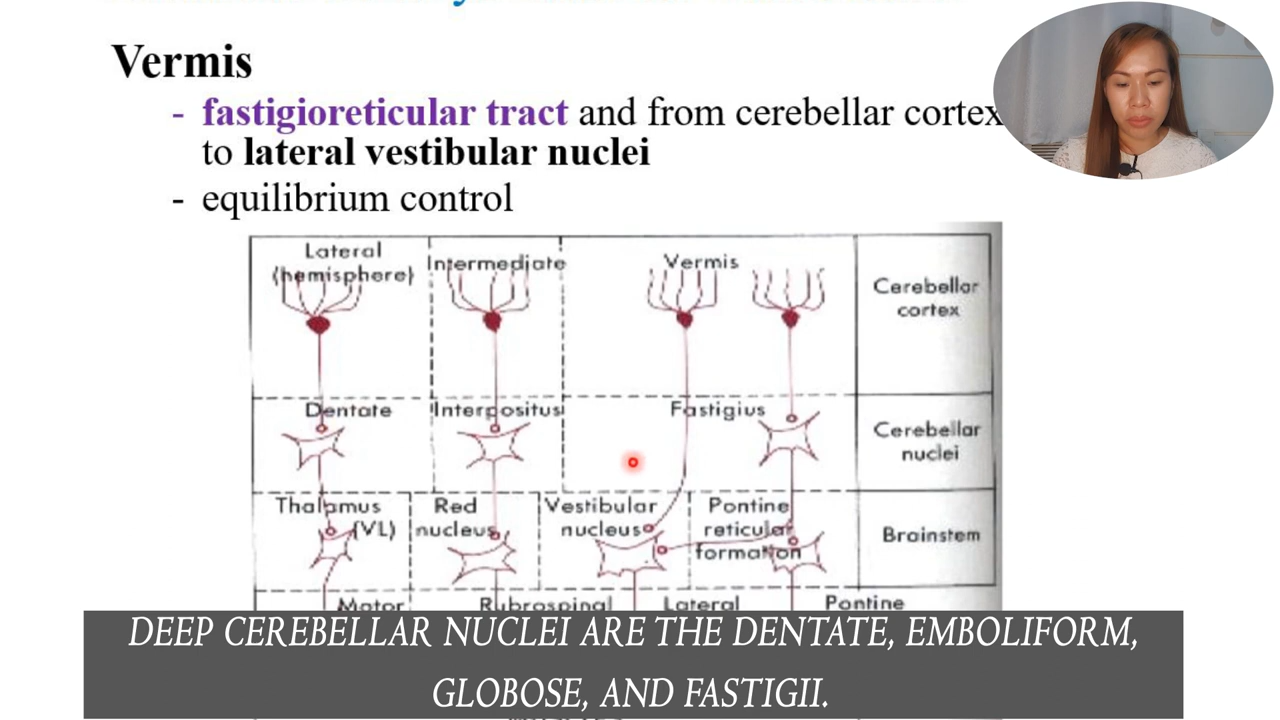 Vermis
- fastigioreticular tract and from cerebellar cortex
to lateral vestibular nuclei
- equilibrium control
Lateral
(hemisphere)
Intermediate
Vermis
Cerebellar
cortex
Dentate
Interpositus
Fastigius
Cerebellar
nuclei
Thalamus
(VL)
Red
nucleus
Vestibular
nucleus
Pontine
reticular
formation
Brainstem
Motor
Rubrospinal
Lateral
Pontine
DEEP CEREBELLAR NUCLEI ARE THE DENTATE, EMBOLIFORM,
GLOBOSE, AND FASTIGII.